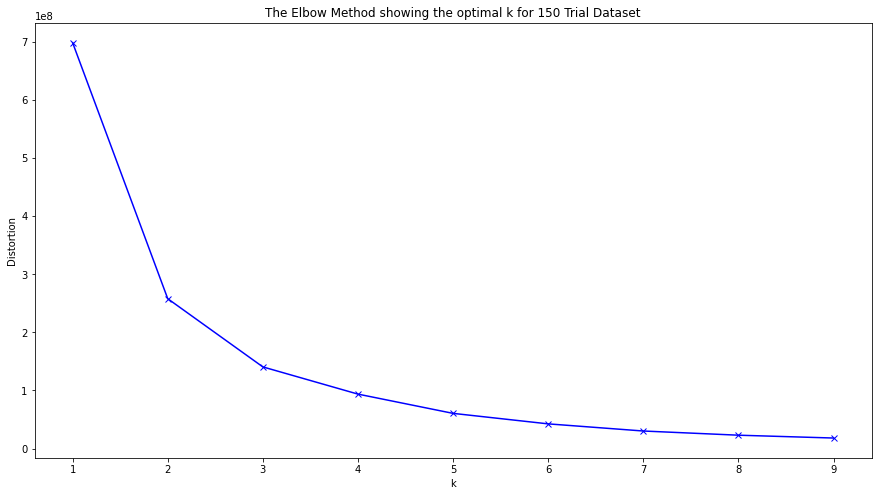 The Elbow Method showing the optimal k for 150 Trial Dataset
1e8
7
6
5
4
3
2
1
0
Distortion
1 2 3 4 5 6 7 8 9
k